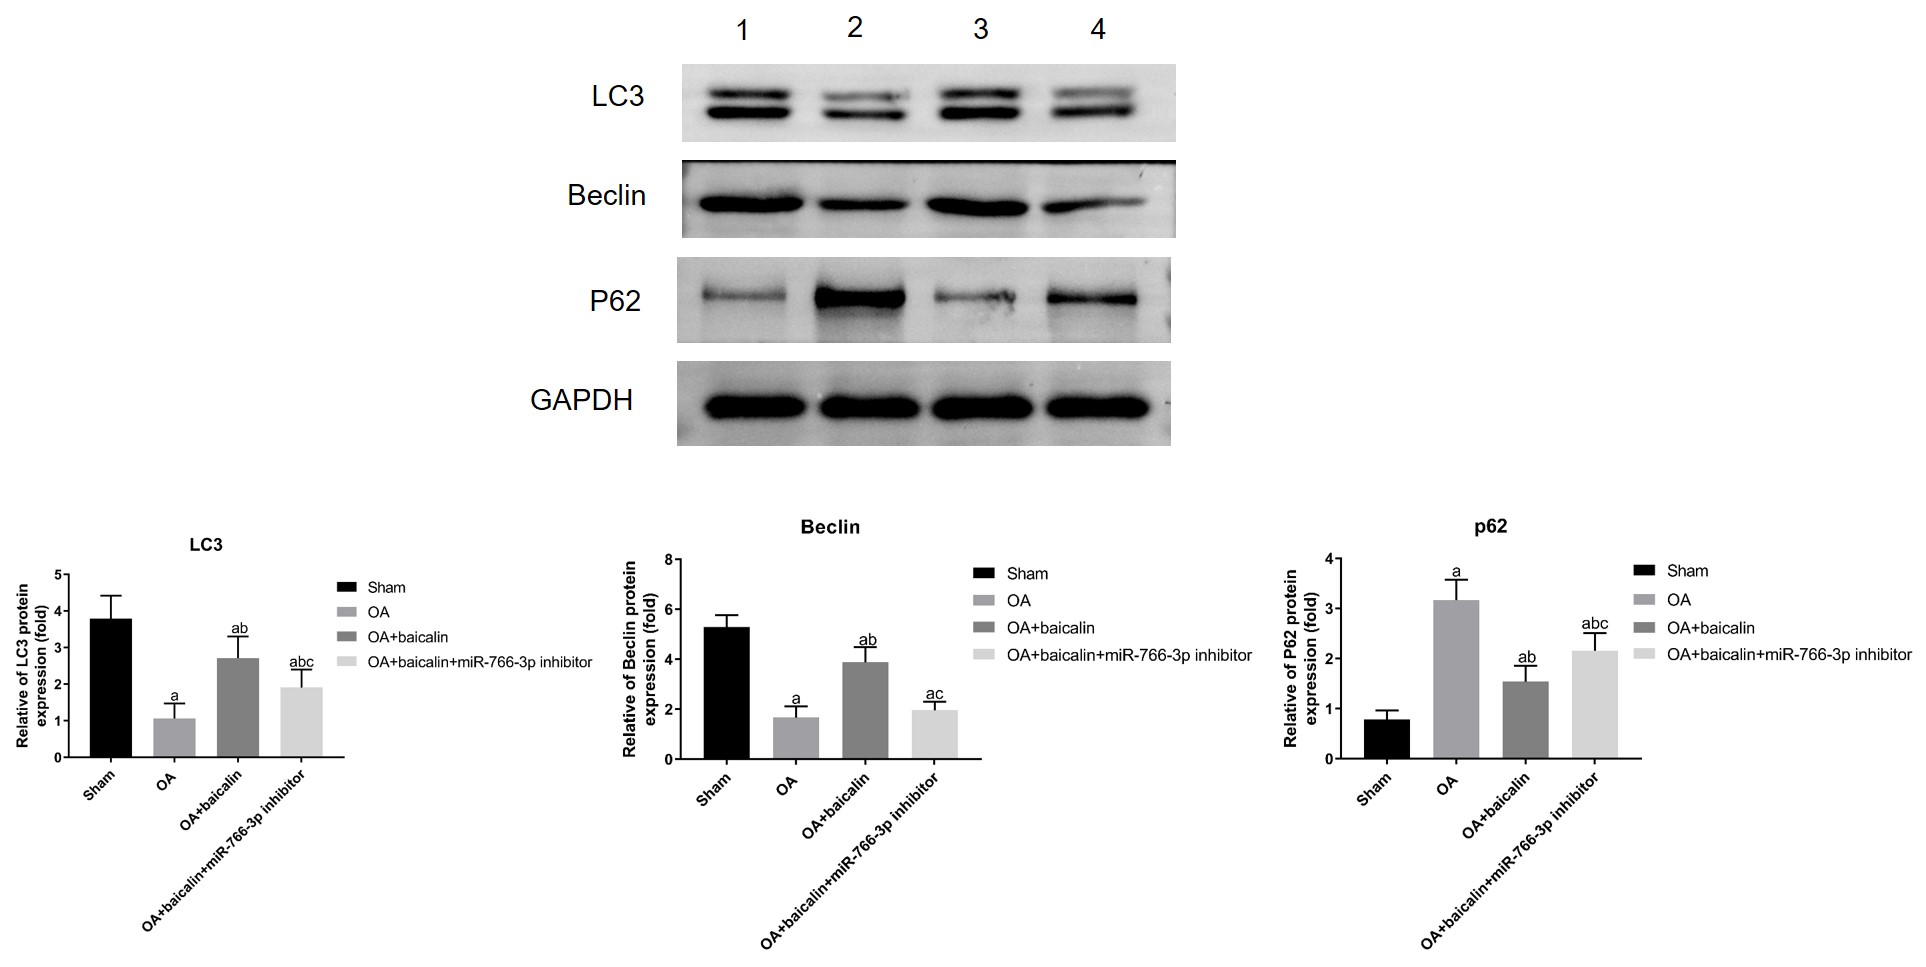 1 2 3 4
LC3
Beclin
P62
GAPDH
LC3
Relative of LC3 protein
expression (fold)
5
4
3
2
1
0
a
ab
abc
Sham
OA
OA+baicalin
OA+baicalin+miR-766-3p inhibitor
Sham
OA
OA+baicalin
OA+baicalin+miR-766-3p inhibitor
Beclin
Relative of Beclin protein
expression (fold)
8
6
4
2
0
a
ab
ac
Sham
OA
OA+baicalin
OA+baicalin+miR-766-3p inhibitor
Sham
OA
OA+baicalin
OA+baicalin+miR-766-3p inhibitor
p62
Relative of P62 protein
expression (fold)
4
3
2
1
0
a
ab
abc
Sham
OA
OA+baicalin
OA+baicalin+miR-766-3p inhibitor
Sham
OA
OA+baicalin
OA+baicalin+miR-766-3p inhibitor